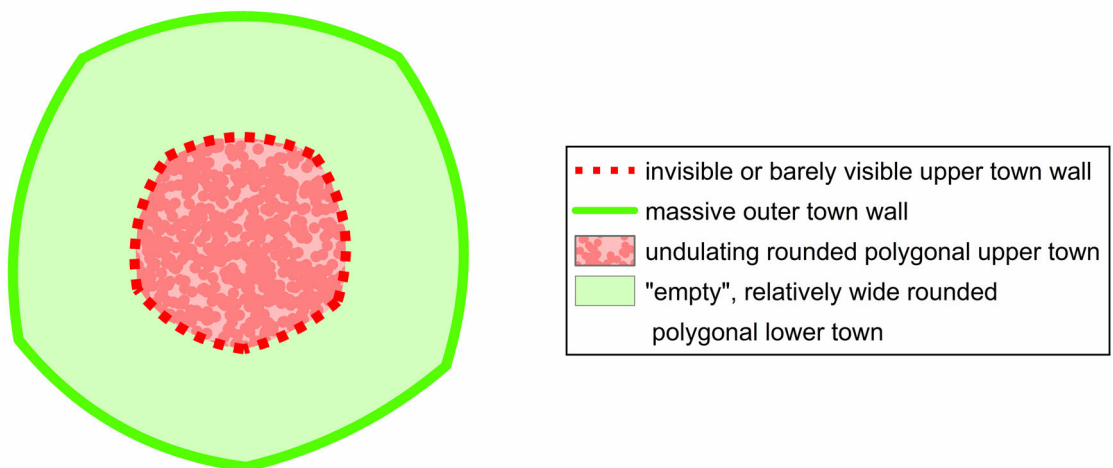 invisible or barely visible upper town wall
massive outer town wall
undulating rounded polygonal upper town
"empty", relatively wide rounded
polygonal lower town